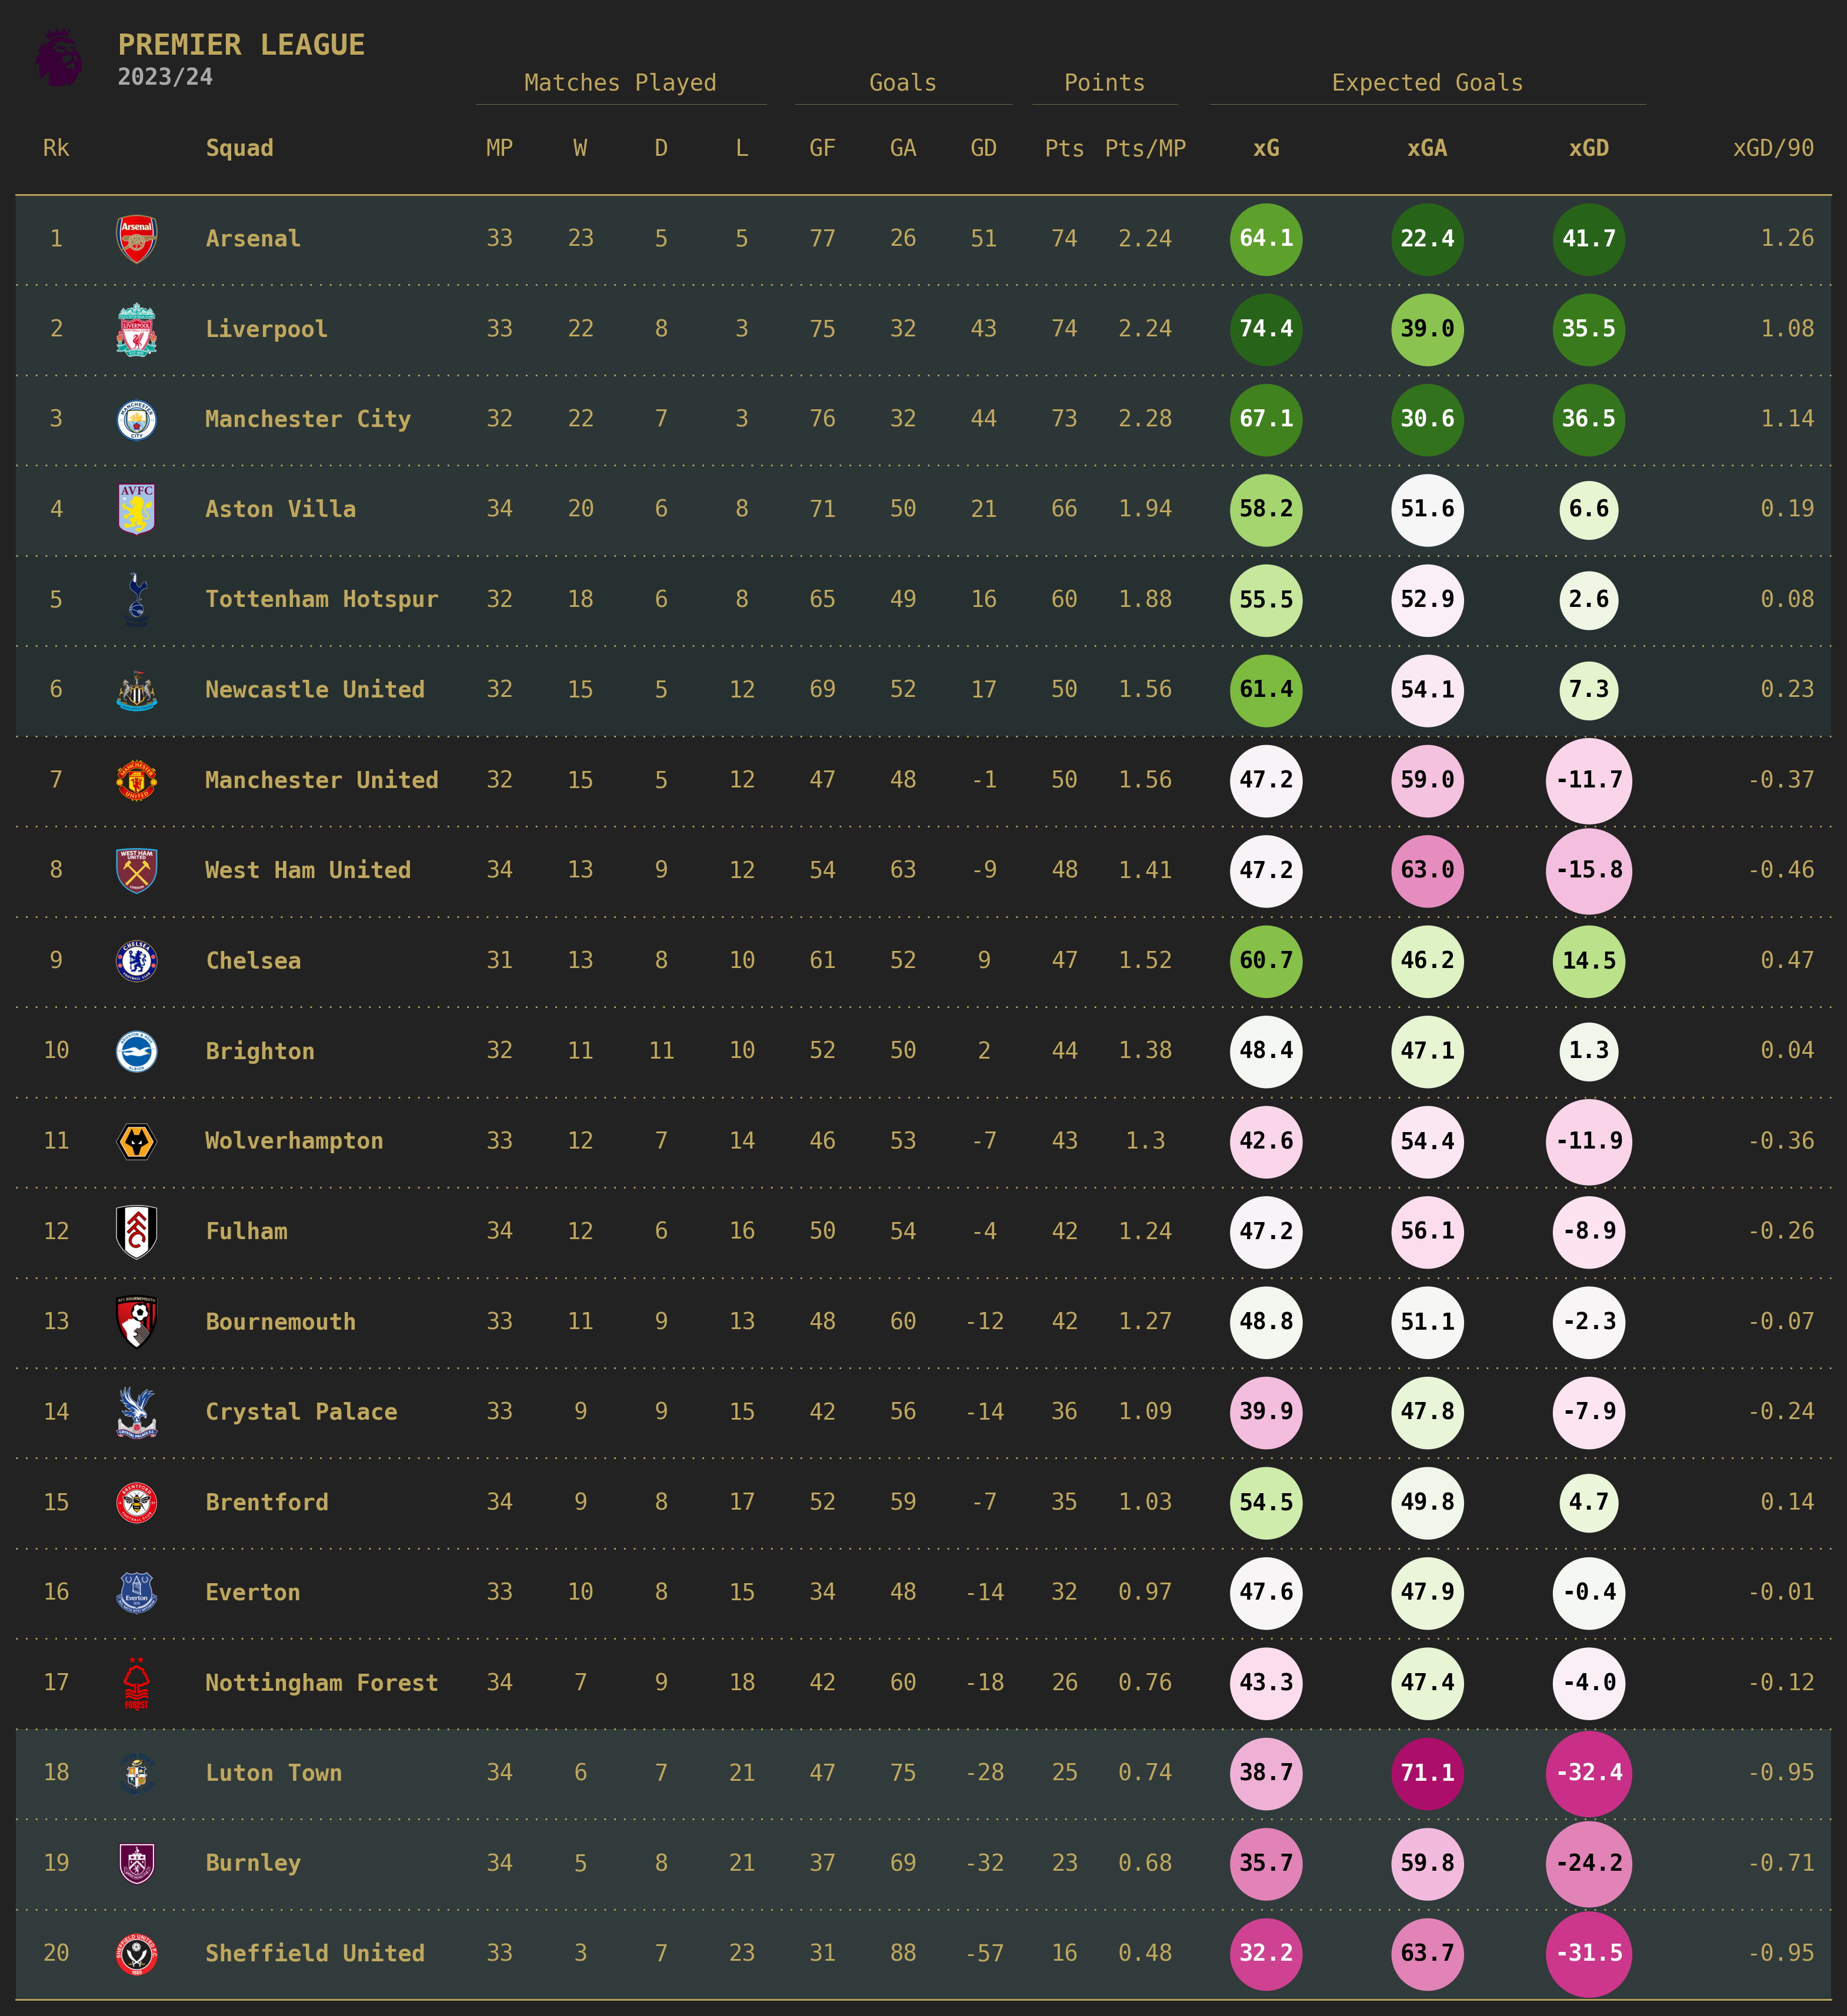 PREMIER LEAGUE
2023/24
Matches Played Goals Points Expected Goals
Rk Squad MP W D L GF GA GD Pts Pts/MP xG xGA xGD xGD/90
1 Arsenal 33 23 5 5 77 26 51 74 2.24 64.1 22.4 41.7 1.26
2 Liverpool 33 22 8 3 75 32 43 74 2.24 74.4 39.0 35.5 1.08
3 Manchester City 32 22 7 3 76 32 44 73 2.28 67.1 30.6 36.5 1.14
4 Aston Villa 34 20 6 8 71 50 21 66 1.94 58.2 51.6 6.6 0.19
5 Tottenham Hotspur 32 18 6 8 65 49 16 60 1.88 55.5 52.9 2.6 0.08
6 Newcastle United 32 15 5 12 69 52 17 50 1.56 61.4 54.1 7.3 0.23
7 Manchester United 32 15 5 12 47 48 -1 50 1.56 47.2 59.0 -11.7 -0.37
8 West Ham United 34 13 9 12 54 63 -9 48 1.41 47.2 63.0 -15.8 -0.46
9 Chelsea 31 13 8 10 61 52 9 47 1.52 60.7 46.2 14.5 0.47
10 Brighton 32 11 11 10 52 50 2 44 1.38 48.4 47.1 1.3 0.04
11 Wolverhampton 33 12 7 14 46 53 -7 43 1.3 42.6 54.4 -11.9 -0.36
12 Fulham 34 12 6 16 50 54 -4 42 1.24 47.2 56.1 -8.9 -0.26
13 Bournemouth 33 11 9 13 48 60 -12 42 1.27 48.8 51.1 -2.3 -0.07
14 Crystal Palace 33 9 9 15 42 56 -14 36 1.09 39.9 47.8 -7.9 -0.24
15 Brentford 34 9 8 17 52 59 -7 35 1.03 54.5 49.8 4.7 0.14
16 Everton 33 10 8 15 34 48 -14 32 0.97 47.6 47.9 -0.4 -0.01
17 Nottingham Forest 34 7 9 18 42 60 -18 26 0.76 43.3 47.4 -4.0 -0.12
18 Luton Town 34 6 7 21 47 75 -28 25 0.74 38.7 71.1 -32.4 -0.95
19 Burnley 34 5 8 21 37 69 -32 23 0.68 35.7 59.8 -24.2 -0.71
20 Sheffield United 33 3 7 23 31 88 -57 16 0.48 32.2 63.7 -31.5 -0.95